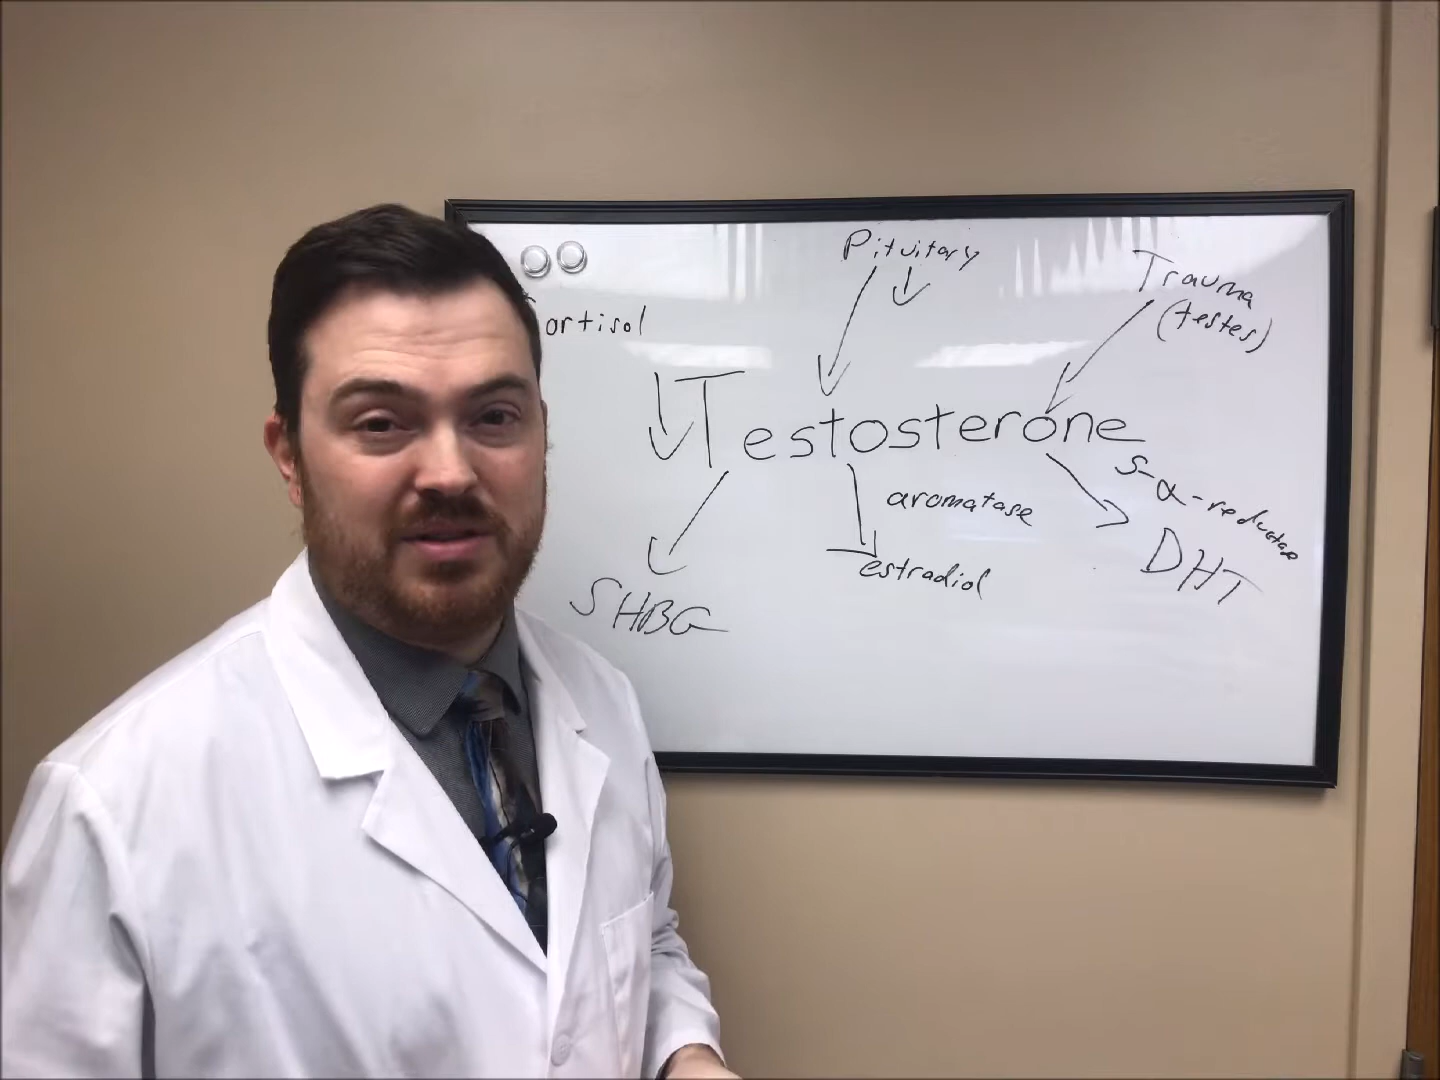 Pituitary
Trauma
(testes)
ortisol
Testosterone
5-α-reductase
aromatase
DHT
estradiol
SHBG